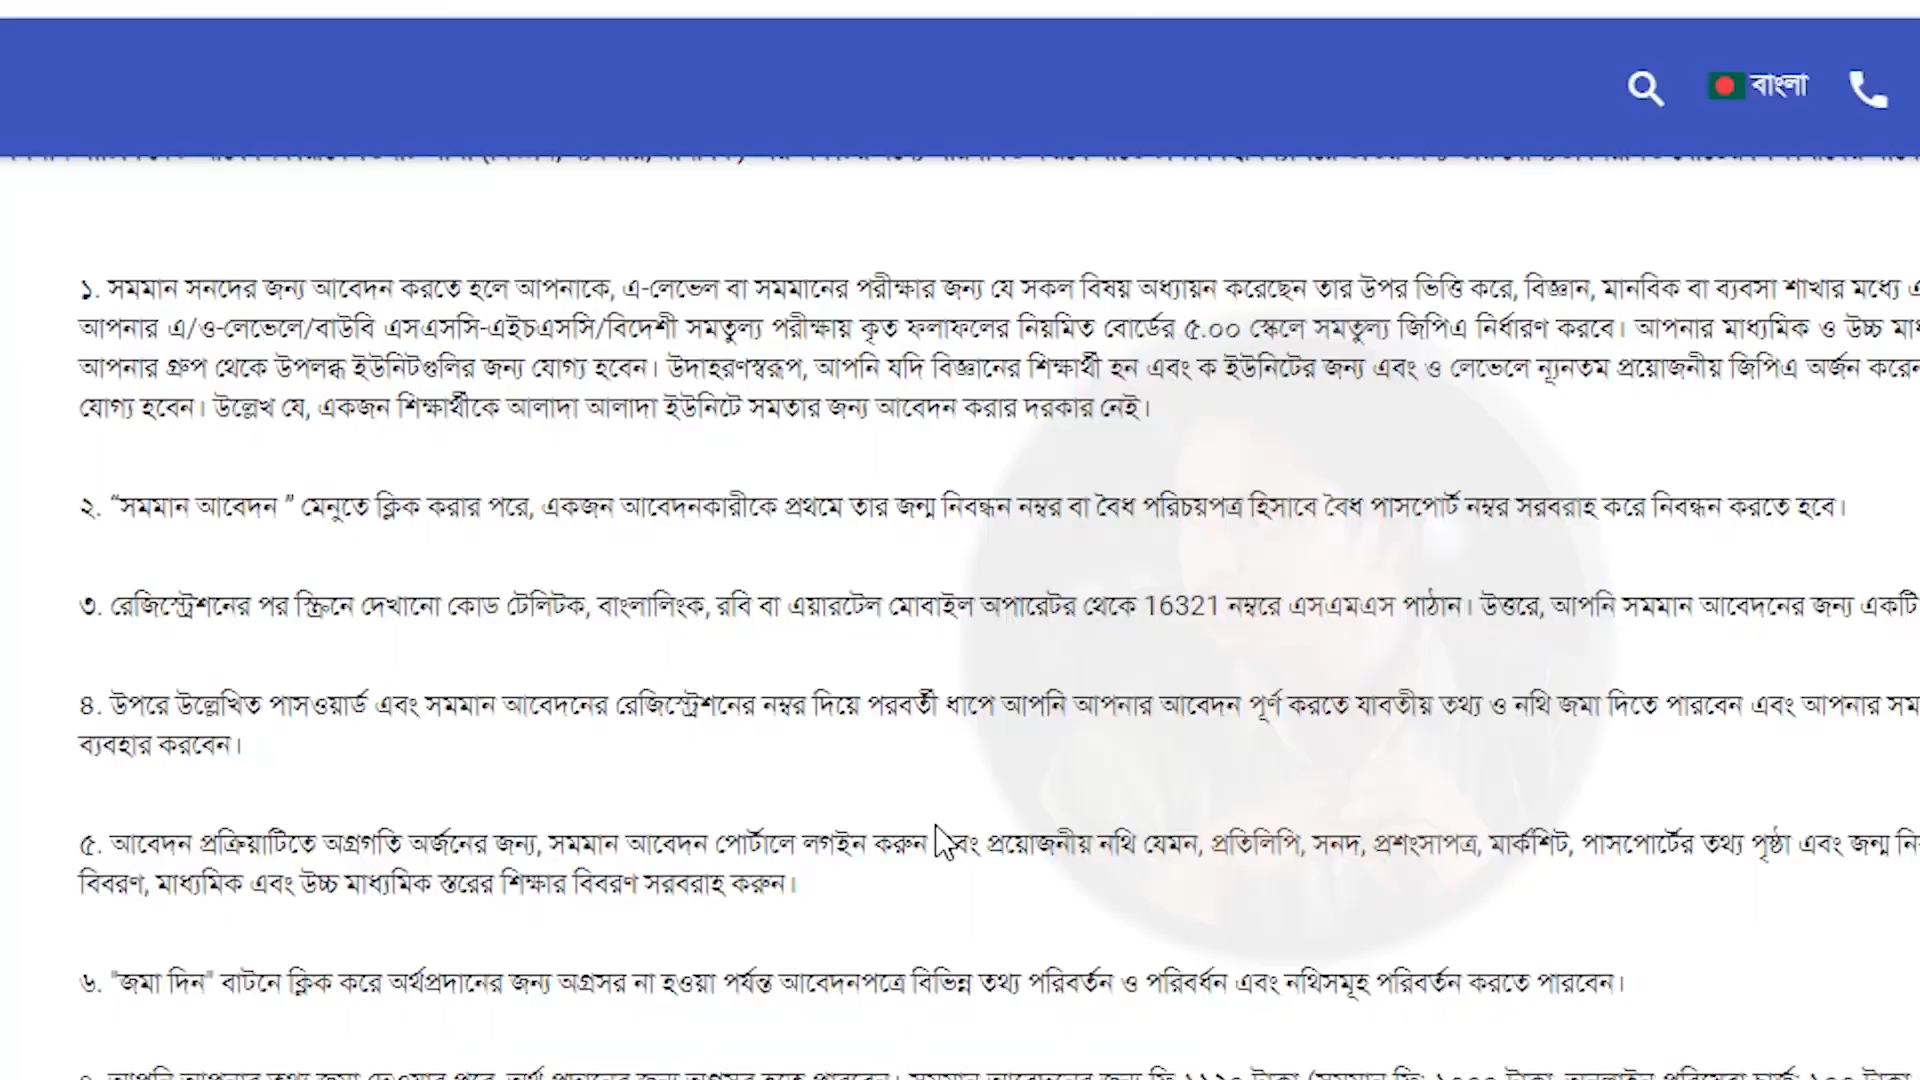 বাংলা
১. সমমান সনদের জন্য আবেদন করতে হলে আপনাকে, এ-লেভেল বা সমমানের পরীক্ষার জন্য যে সকল বিষয় অধ্যায়ন করেছেন তার উপর ভিত্তি করে, বিজ্ঞান, মানবিক বা ব্যবসা শাখার মধ্যে
আপনার এ/ও-লেভেলে/বাউবি এসএসসি-এইচএসসি/বিদেশী সমতুল্য পরীক্ষায় কৃত ফলাফলের নিয়মিত বোর্ডের ৫.০০ স্কেলে সমতুল্য জিপিএ নির্ধারণ করবে। আপনার মাধ্যমিক ও উচ্চ
আপনার গ্রুপ থেকে উপলব্ধ ইউনিটগুলির জন্য যোগ্য হবেন। উদাহরণস্বরূপ, আপনি যদি বিজ্ঞানের শিক্ষার্থী হন এবং ক ইউনিটের জন্য এবং ও লেভেলে ন্যূনতম প্রয়োজনীয় জিপিএ অর্জন করেন
যোগ্য হবেন। উল্লেখ যে, একজন শিক্ষার্থীকে আলাদা আলাদা ইউনিটে সমতার জন্য আবেদন করার দরকার নেই।
২. “সমমান আবেদন ” মেনুতে ক্লিক করার পরে, একজন আবেদনকারীকে প্রথমে তার জন্ম নিবন্ধন নম্বর বা বৈধ পরিচয়পত্র হিসাবে বৈধ পাসপোর্ট নম্বর সরবরাহ করে নিবন্ধন করতে হবে।
৩. রেজিস্ট্রেশনের পর স্ক্রিনে দেখানো কোড টেলিটক, বাংলালিংক, রবি বা এয়ারটেল মোবাইল অপারেটর থেকে 16321 নম্বরে এসএমএস পাঠান। উত্তরে, আপনি সমমান আবেদনের জন্য একটি
৪. উপরে উল্লেখিত পাসওয়ার্ড এবং সমমান আবেদনের রেজিস্ট্রেশনের নম্বর দিয়ে পরবর্তী ধাপে আপনি আপনার আবেদন পূর্ণ করতে যাবতীয় তথ্য ও নথি জমা দিতে পারবেন এবং আপনার
ব্যবহার করবেন।
৫. আবেদন প্রক্রিয়াটিতে অগ্রগতি অর্জনের জন্য, সমমান আবেদন পোর্টালে লগইন করুন এবং প্রয়োজনীয় নথি যেমন, প্রতিলিপি, সনদ, প্রশংসাপত্র, মার্কশিট, পাসপোর্টের তথ্য পৃষ্ঠা এবং জন্ম
বিবরণ, মাধ্যমিক এবং উচ্চ মাধ্যমিক স্তরের শিক্ষার বিবরণ সরবরাহ করুন।
৬. "জমা দিন" বাটনে ক্লিক করে অর্থপ্রদানের জন্য অগ্রসর না হওয়া পর্যন্ত আবেদনপত্রে বিভিন্ন তথ্য পরিবর্তন ও পরিবর্ধন এবং নথিসমূহ পরিবর্তন করতে পারবেন।